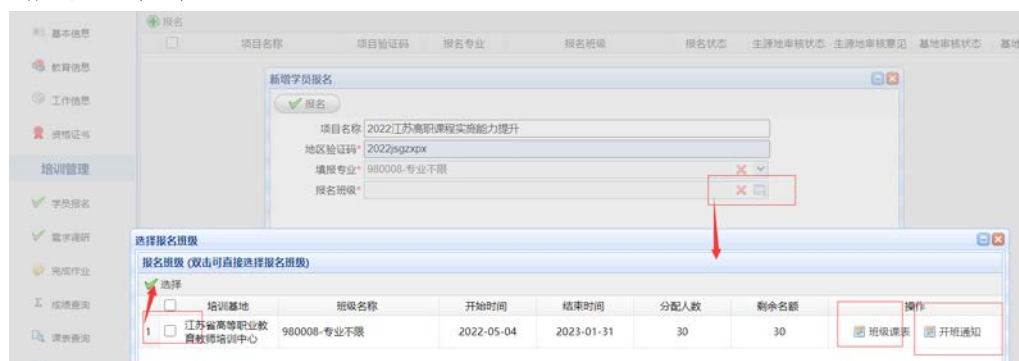 基本信息
教育信息
工作信息
资格证书
培训管理
学员报名
需求调研
完成作业
成绩查询
课表查询
报名
项目名称 项目验证码 报名专业 报名班级 报名状态 生源地审核状态 生源地审核意见 基地审核状态 基地
新增学员报名
报名
项目名称 2022江苏高职课程实施能力提升
地区验证码* 2022jsgzxpx
填报专业* 980008-专业不限
报名班级*
选择报名班级
报名班级 (双击可直接选择报名班级)
选择
培训基地 班级名称 开始时间 结束时间 分配人数 剩余名额 操作
1 江苏省高等职业教 980008-专业不限 2022-05-04 2023-01-31 30 30 班级课表 开班通知
育教师培训中心